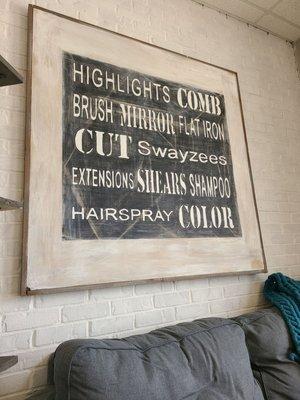 HIGHLIGHTS COMB
BRUSH MIRROR FLAT IRON
CUT Swayzees
EXTENSIONS SHEARS SHAMPOO
HAIRSPRAY COLOR